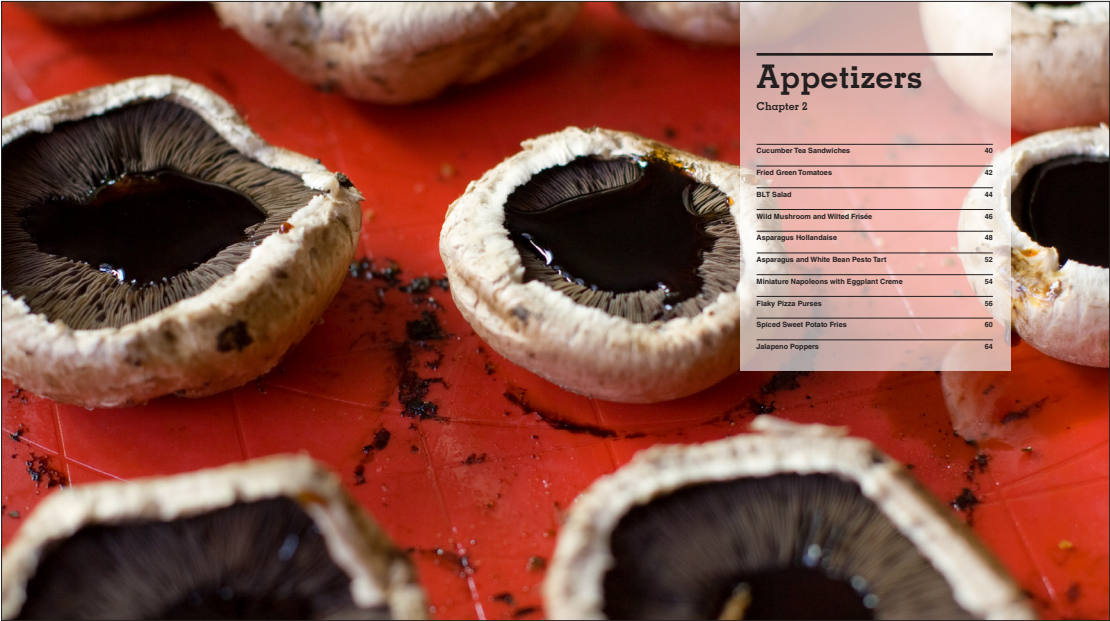 Appetizers
Chapter 2
Cucumber Tea Sandwiches 40
Fried Green Tomatoes 42
BLT Salad 44
Wild Mushroom and Wilted Frisée 46
Asparagus Hollandaise 48
Asparagus and White Bean Pesto Tart 52
Miniature Napoleons with Eggplant Creme 54
Flaky Pizza Purses 56
Spiced Sweet Potato Fries 60
Jalapeno Poppers 64